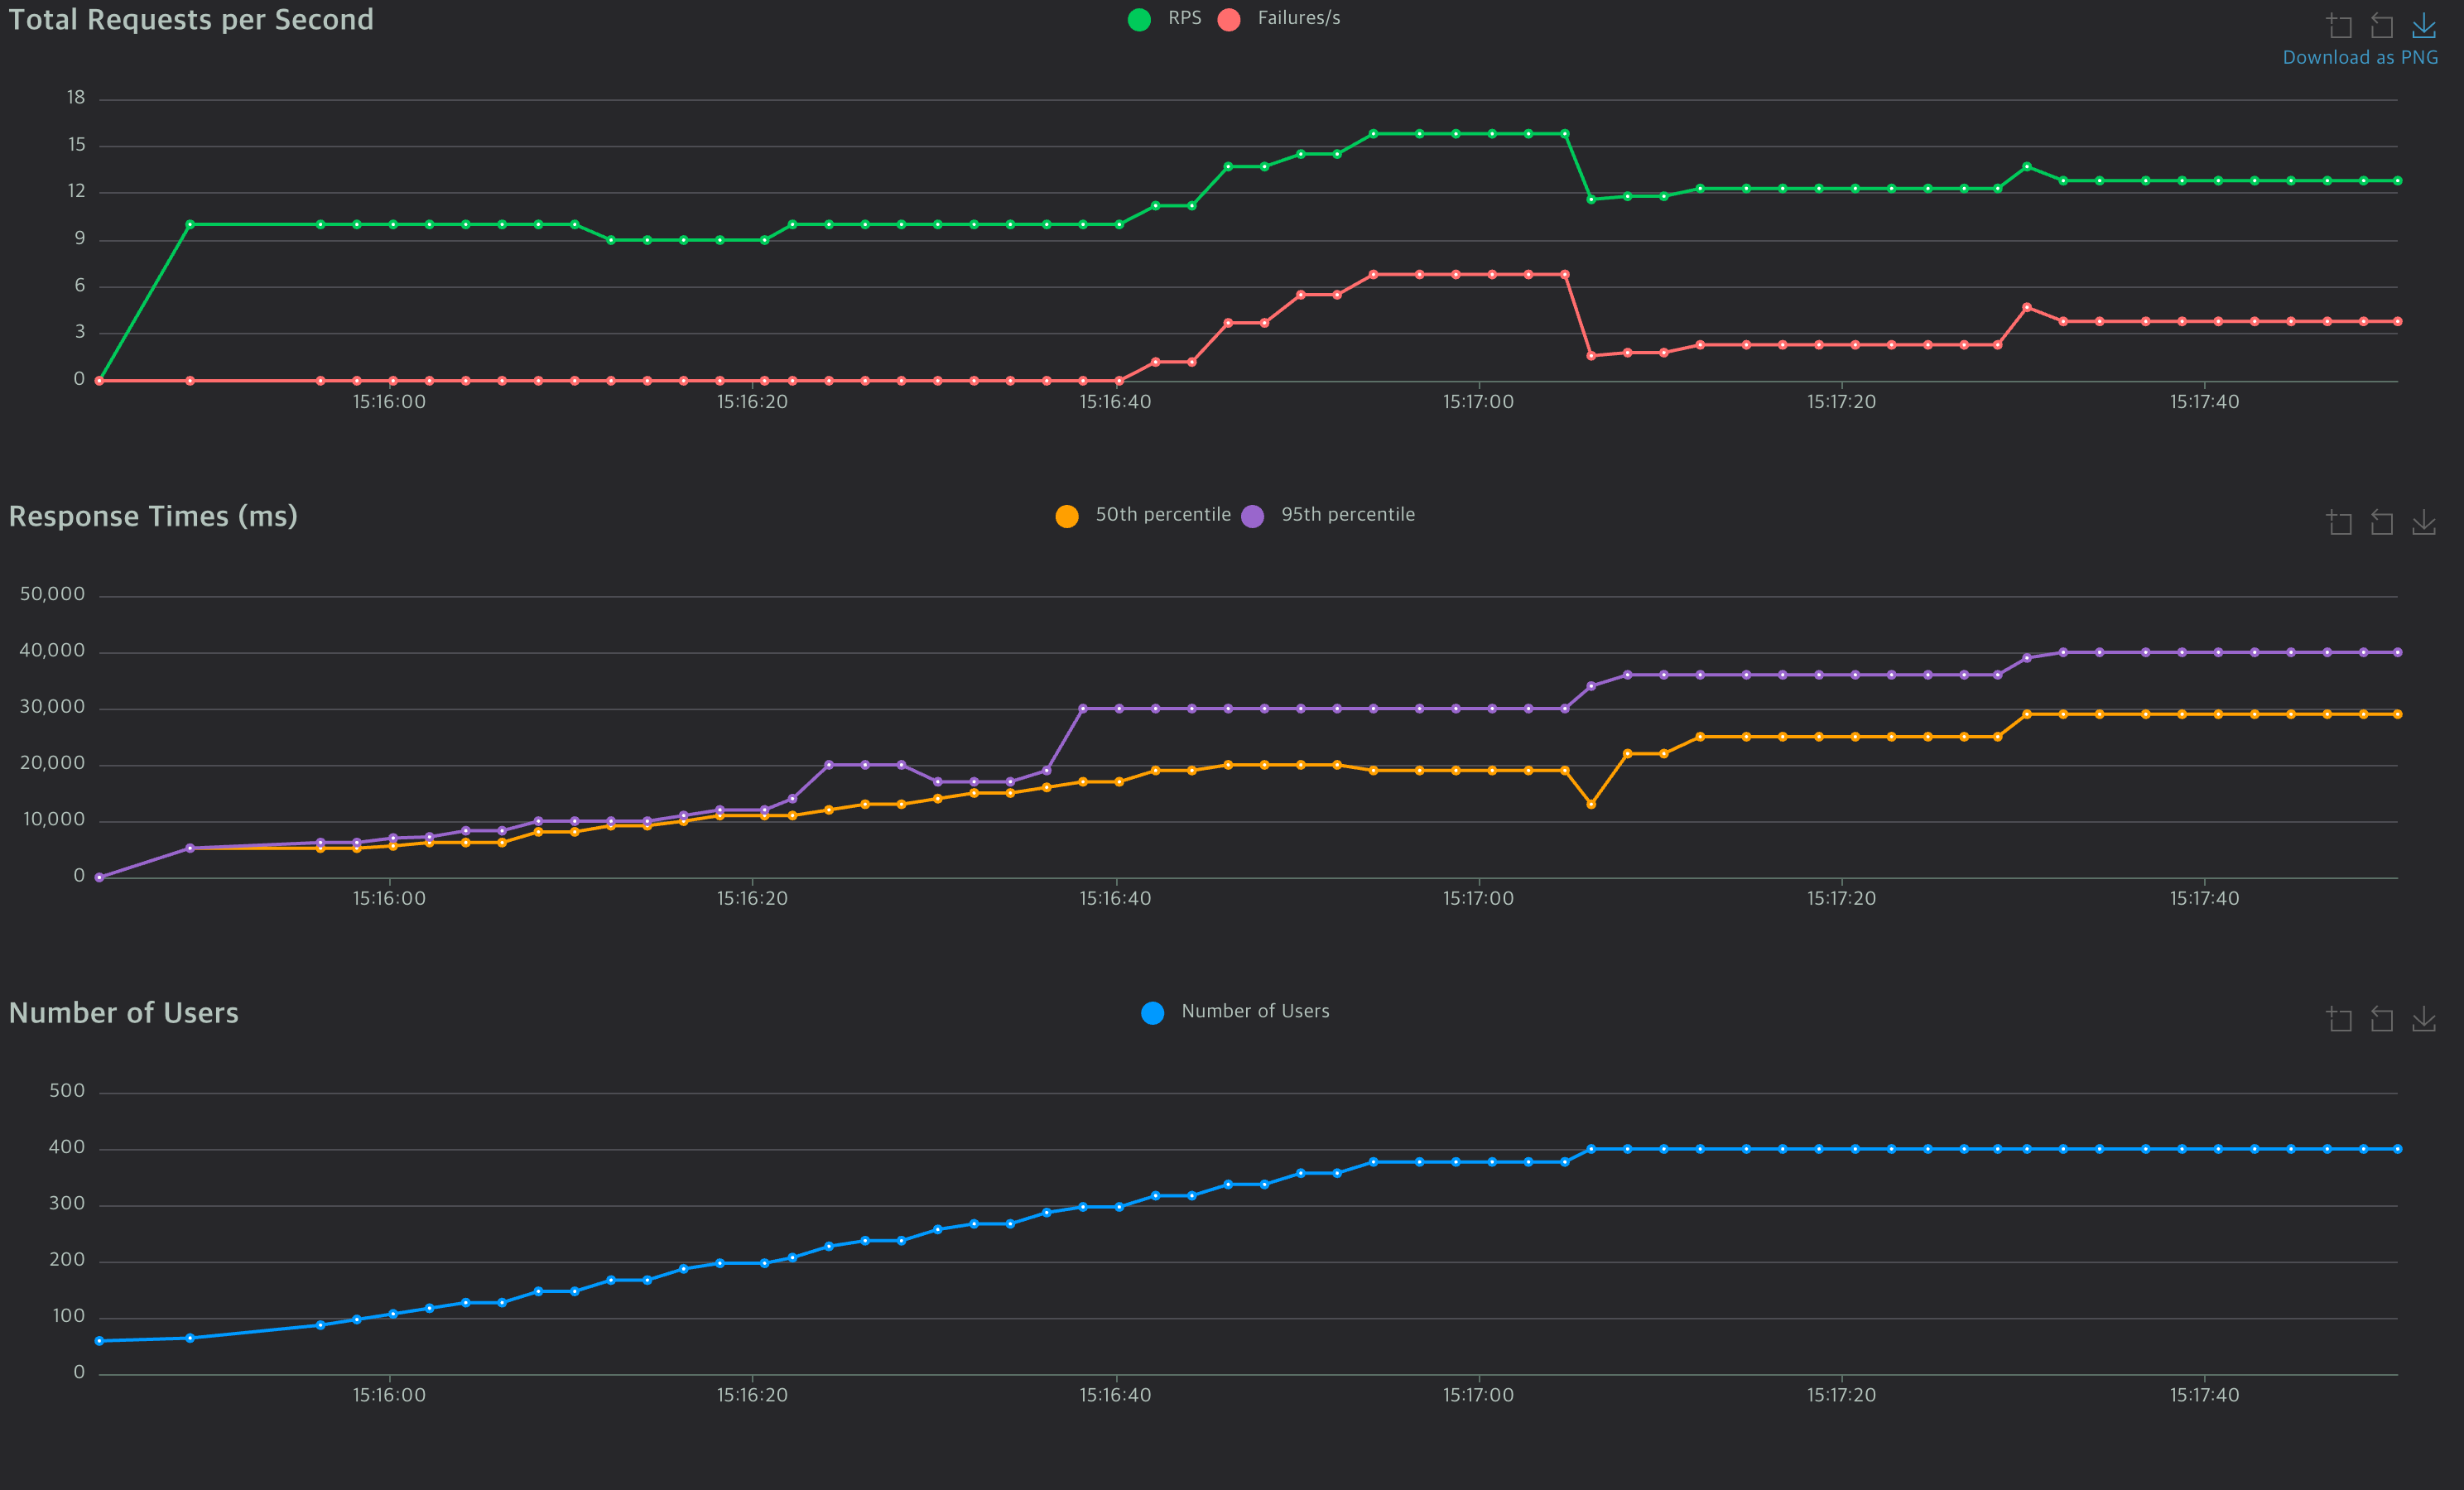 Total Requests per Second
RPS Failures/s
Download as PNG
18
15
12
9
6
3
0
15:16:00 15:16:20 15:16:40 15:17:00 15:17:20 15:17:40
Response Times (ms)
50th percentile 95th percentile
50,000
40,000
30,000
20,000
10,000
0
15:16:00 15:16:20 15:16:40 15:17:00 15:17:20 15:17:40
Number of Users
Number of Users
500
400
300
200
100
0
15:16:00 15:16:20 15:16:40 15:17:00 15:17:20 15:17:40